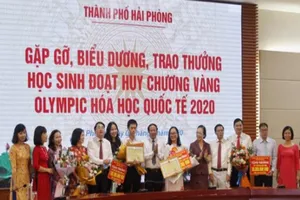 THÀNH PHỐ HẢI PHÒNG
GẶP GỠ, BIỂU DƯƠNG, TRAO THƯỞNG
HỌC SINH ĐOẠT HUY CHƯƠNG VÀNG
OLYMPIC HÓA HỌC QUỐC TẾ 2020